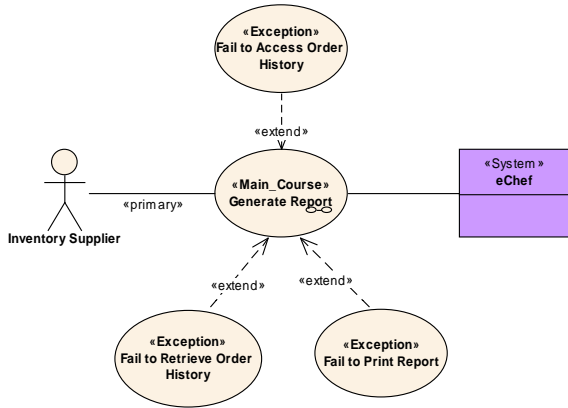 «Exception»
Fail to Access Order
History
«extend»
«Main_Course»
Generate Report
«primary»
Inventory Supplier
«System »
eChef
«extend»
«extend»
«Exception»
Fail to Retrieve Order
History
«Exception»
Fail to Print Report